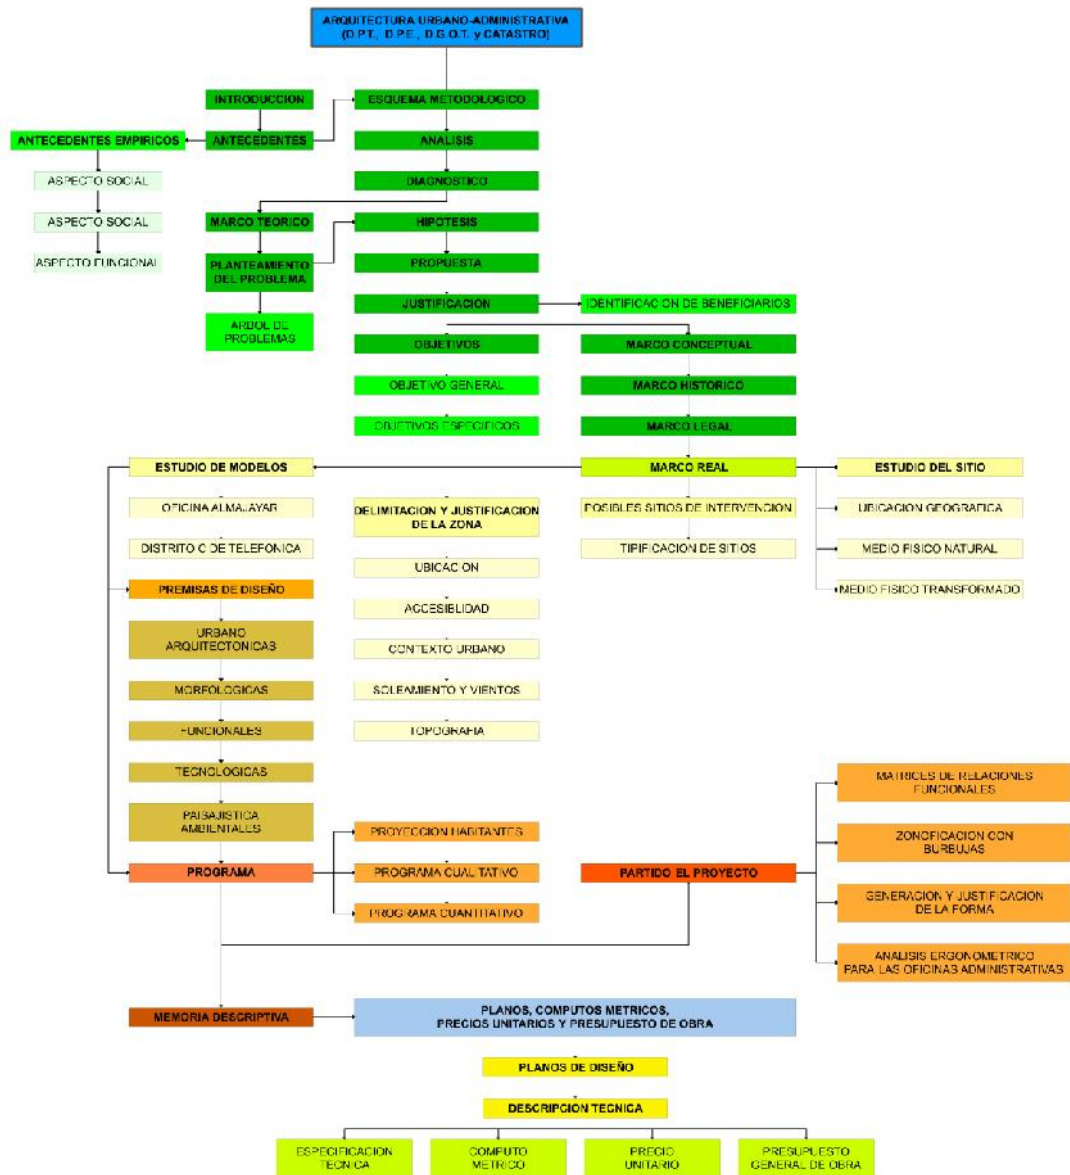 ARQUITECTURA URBANO-ADMINISTRATIVA
(D.P.T., D.P.E., D.G.O.T. y CATASTRO)
INTRODUCCION
ESQUEMA METODOLOGICO
ANTECEDENTES EMPIRICOS
ANTECEDENTES
ANALISIS
ASPECTO SOCIAL
DIAGNOSTICO
ASPECTO SOCIAL
MARCO TEORICO
HIPOTESIS
ASPECTO FUNCIONAL
PLANTEAMIENTO
DEL PROBLEMA
PROPUESTA
JUSTIFICACION
IDENTIFICACION DE BENEFICIARIOS
ARBOL DE
PROBLEMAS
OBJETIVOS
MARCO CONCEPTUAL
OBJETIVO GENERAL
MARCO HISTORICO
OBJETIVOS ESPECIFICOS
MARCO LEGAL
ESTUDIO DE MODELOS
MARCO REAL
ESTUDIO DEL SITIO
OFICINA ALMAJAYAR
DELIMITACION Y JUSTIFICACION
DE LA ZONA
POSIBLES SITIOS DE INTERVENCION
UBICACION GEOGRAFICA
DISTRITO C DE TELEFONICA
TIPIFICACION DE SITIOS
MEDIO FISICO NATURAL
UBICACION
PREMISAS DE DISEÑO
MEDIO FISICO TRANSFORMADO
ACCESIBLIDAD
URBANO
ARQUITECTONICAS
CONTEXTO URBANO
MORFOLOGICAS
SOLEAMIENTO Y VIENTOS
FUNCIONALES
TOPOGRAFIA
TECNOLOGICAS
MATRICES DE RELACIONES
FUNCIONALES
PAISAJISTICA
AMBIENTALES
PROYECCION HABITANTES
ZONOFICACION CON
BURBUJAS
PROGRAMA
PROGRAMA CUALITATIVO
PARTIDO EL PROYECTO
PROGRAMA CUANTITATIVO
GENERACION Y JUSTIFICACION
DE LA FORMA
ANALISIS ERGONOMETRICO
PARA LAS OFICINAS ADMINISTRATIVAS
MEMORIA DESCRIPTIVA
PLANOS, COMPUTOS METRICOS,
PRECIOS UNITARIOS Y PRESUPUESTO DE OBRA
PLANOS DE DISEÑO
DESCRIPCION TECNICA
ESPECIFICACION
TECNICA
COMPUTO
METRICO
PRECIO
UNITARIO
PRESUPUESTO
GENERAL DE OBRA